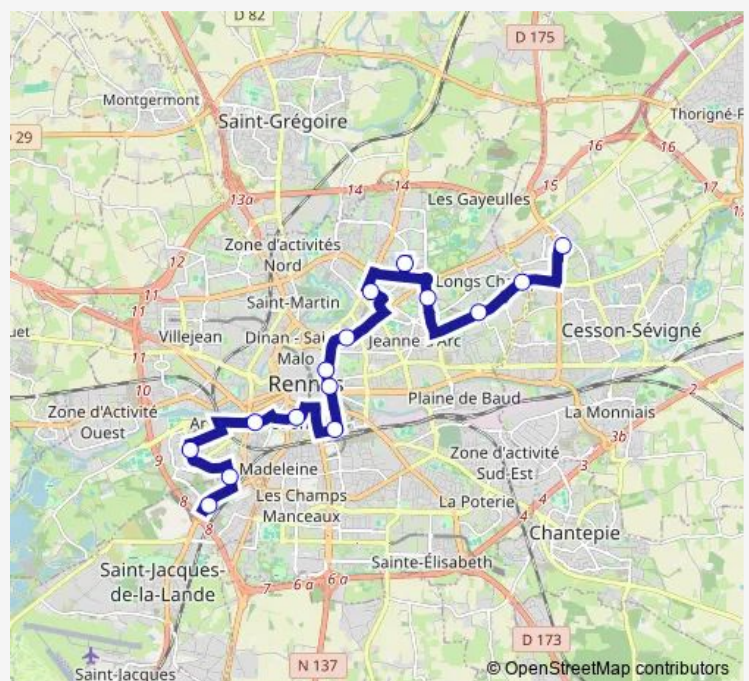 D 82
D 175
Montgermont
Saint-Grégoire
Thorigné-F
29
16
16
15
17
14
14
13a
Les Gayeulles
Zone d'activités
Nord
12
11
11
11
10
Longs Ch
Saint-Martin
uet
Villejean
Dinan - Sai
Malo
Jeanne d'Arc
Cesson-Sévigné
Rennes
Plaine de Baud
2
Zone d'Activité
Ouest
Ar
La Monniais
3b
9
Madeleine
Zone d'activité
Sud-Est
Les Champs
Manceaux
La Poterie
4
4
8
8
Chantepie
Saint-Jacques-
de-la-Lande
Sainte-Élisabeth
7
6 a
6 a
D 173
N 137
Saint-Jacques
© OpenStreetMap contributors